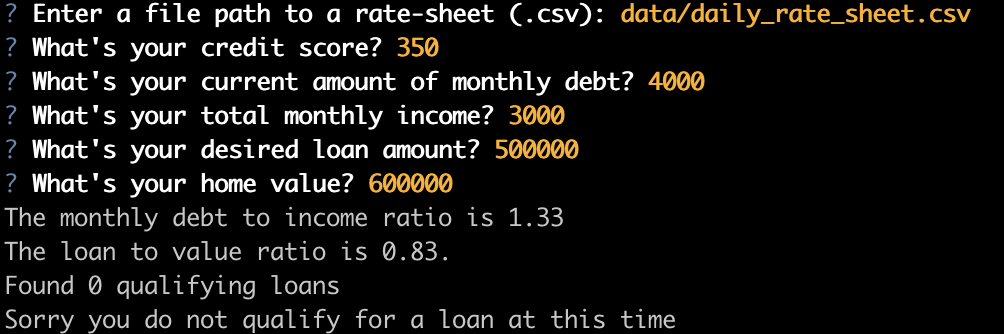 ? Enter a file path to a rate-sheet (.csv): data/daily_rate_sheet.csv
? What's your credit score? 350
? What's your current amount of monthly debt? 4000
? What's your total monthly income? 3000
? What's your desired loan amount? 500000
? What's your home value? 600000
The monthly debt to income ratio is 1.33
The loan to value ratio is 0.83.
Found 0 qualifying loans
Sorry you do not qualify for a loan at this time